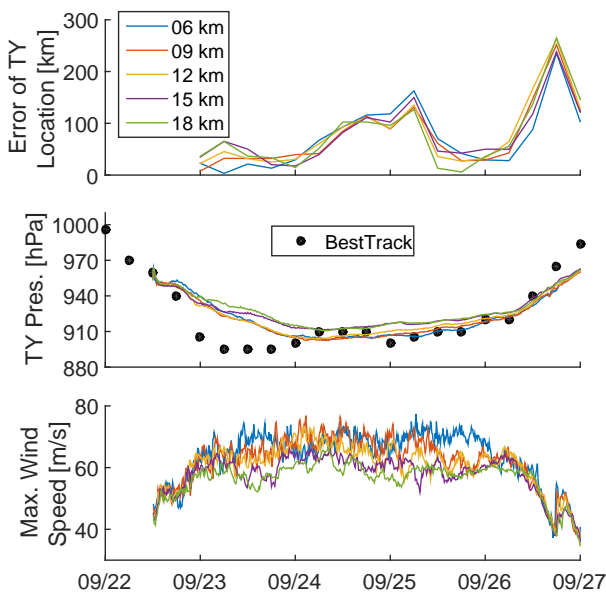 Error of TY
Location [km]
300
200
100
0
06 km
09 km
12 km
15 km
18 km
TY Pres. [hPa]
1000
970
940
910
880
BestTrack
Max. Wind
Speed [m/s]
80
60
40
09/22 09/23 09/24 09/25 09/26 09/27